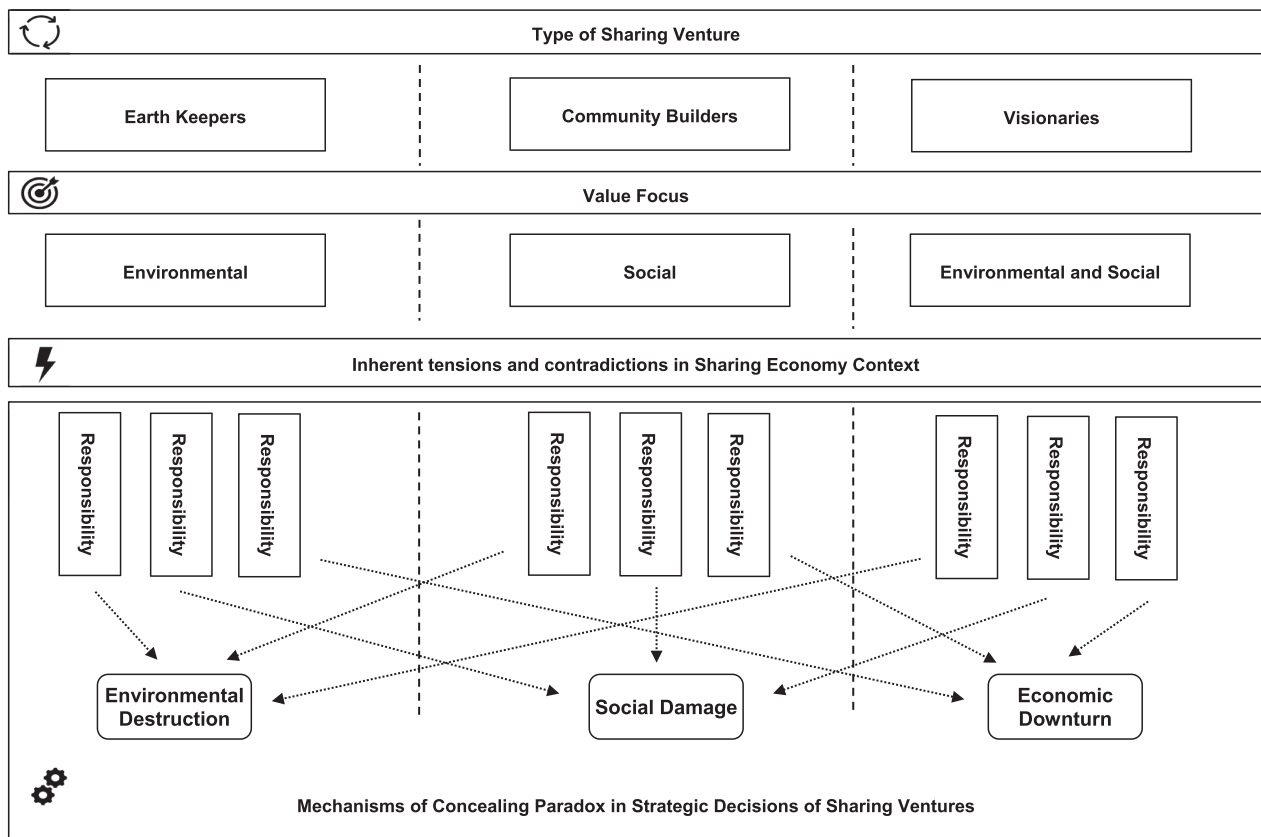 Type of Sharing Venture
Earth Keepers
Community Builders
Visionaries
Value Focus
Environmental
Social
Environmental and Social
Inherent tensions and contradictions in Sharing Economy Context
Responsibility
Responsibility
Responsibility
Responsibility
Responsibility
Responsibility
Responsibility
Responsibility
Responsibility
Environmental
Destruction
Social Damage
Economic
Downturn
Mechanisms of Concealing Paradox in Strategic Decisions of Sharing Ventures